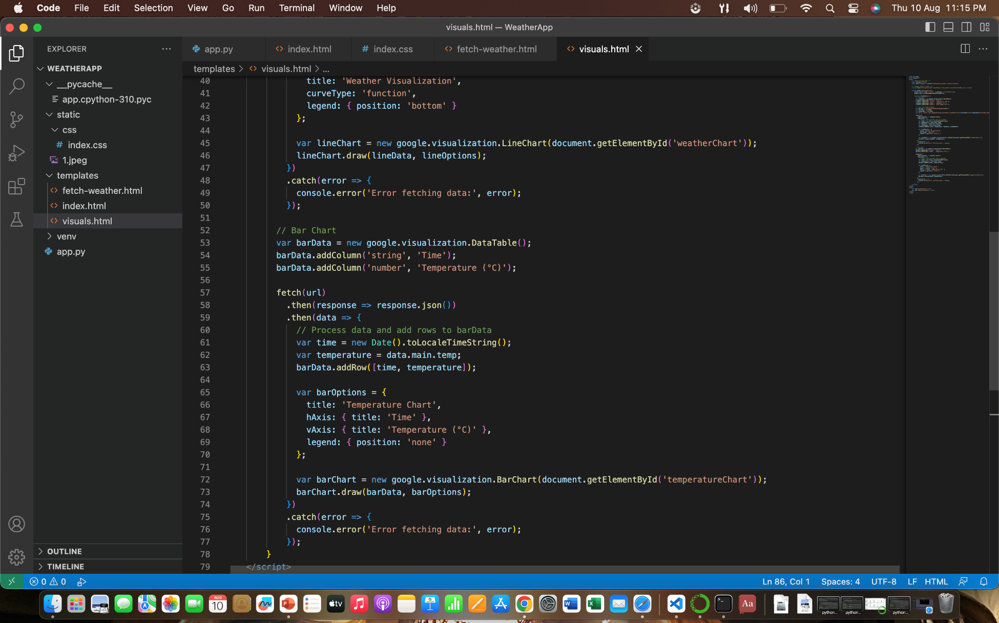 Code File Edit Selection View Go Run Terminal Window Help Thu 10 Aug 11:15 PM
visuals.html — WeatherApp
EXPLORER
app.py index.html # index.css fetch-weather.html visuals.html
templates > visuals.html > ...
WEATHERAPP
__pycache__
app.cpython-310.pyc
static
css
# index.css
1.jpeg
templates
fetch-weather.html
index.html
visuals.html
venv
app.py
OUTLINE
TIMELINE
40 title: 'Weather Visualization',
41 curveType: 'function',
42 legend: { position: 'bottom' }
43 };
44
45 var lineChart = new google.visualization.LineChart(document.getElementById('weatherChart'));
46 lineChart.draw(lineData, lineOptions);
47 })
48 .catch(error => {
49 console.error('Error fetching data:', error);
50 });
51
52 // Bar Chart
53 var barData = new google.visualization.DataTable();
54 barData.addColumn('string', 'Time');
55 barData.addColumn('number', 'Temperature (°C)');
56
57 fetch(url)
58 .then(response => response.json())
59 .then(data => {
60 // Process data and add rows to barData
61 var time = new Date().toLocaleTimeString();
62 var temperature = data.main.temp;
63 barData.addRow([time, temperature]);
64
65 var barOptions = {
66 title: 'Temperature Chart',
67 hAxis: { title: 'Time' },
68 vAxis: { title: 'Temperature (°C)' },
69 legend: { position: 'none' }
70 };
71
72 var barChart = new google.visualization.BarChart(document.getElementById('temperatureChart'));
73 barChart.draw(barData, barOptions);
74 })
75 .catch(error => {
76 console.error('Error fetching data:', error);
77 });
78 }
79 </script>
0 0 Ln 86, Col 1 Spaces: 4 UTF-8 LF HTML
AUG
10
tv
Aa
JPEG
python... python... python...